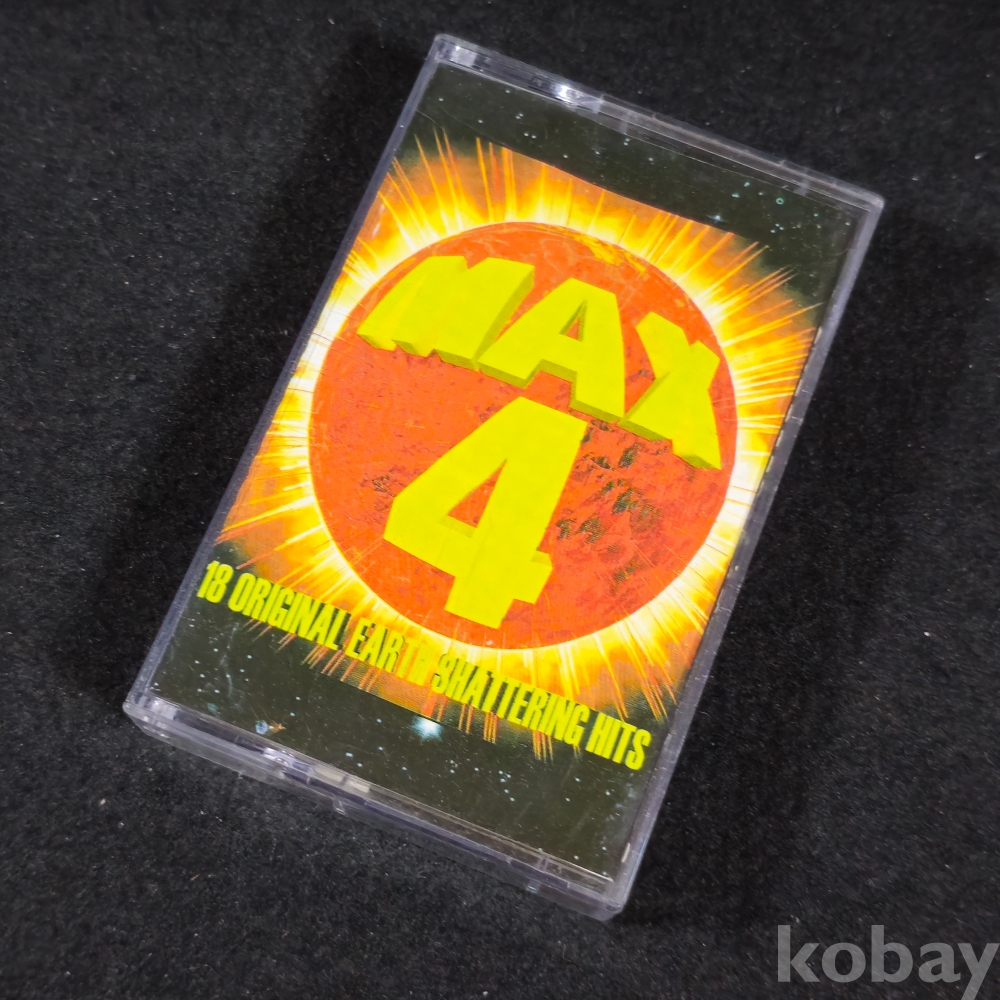 MAX
4
18 ORIGINAL EARTH SHATTERING HITS
kobay